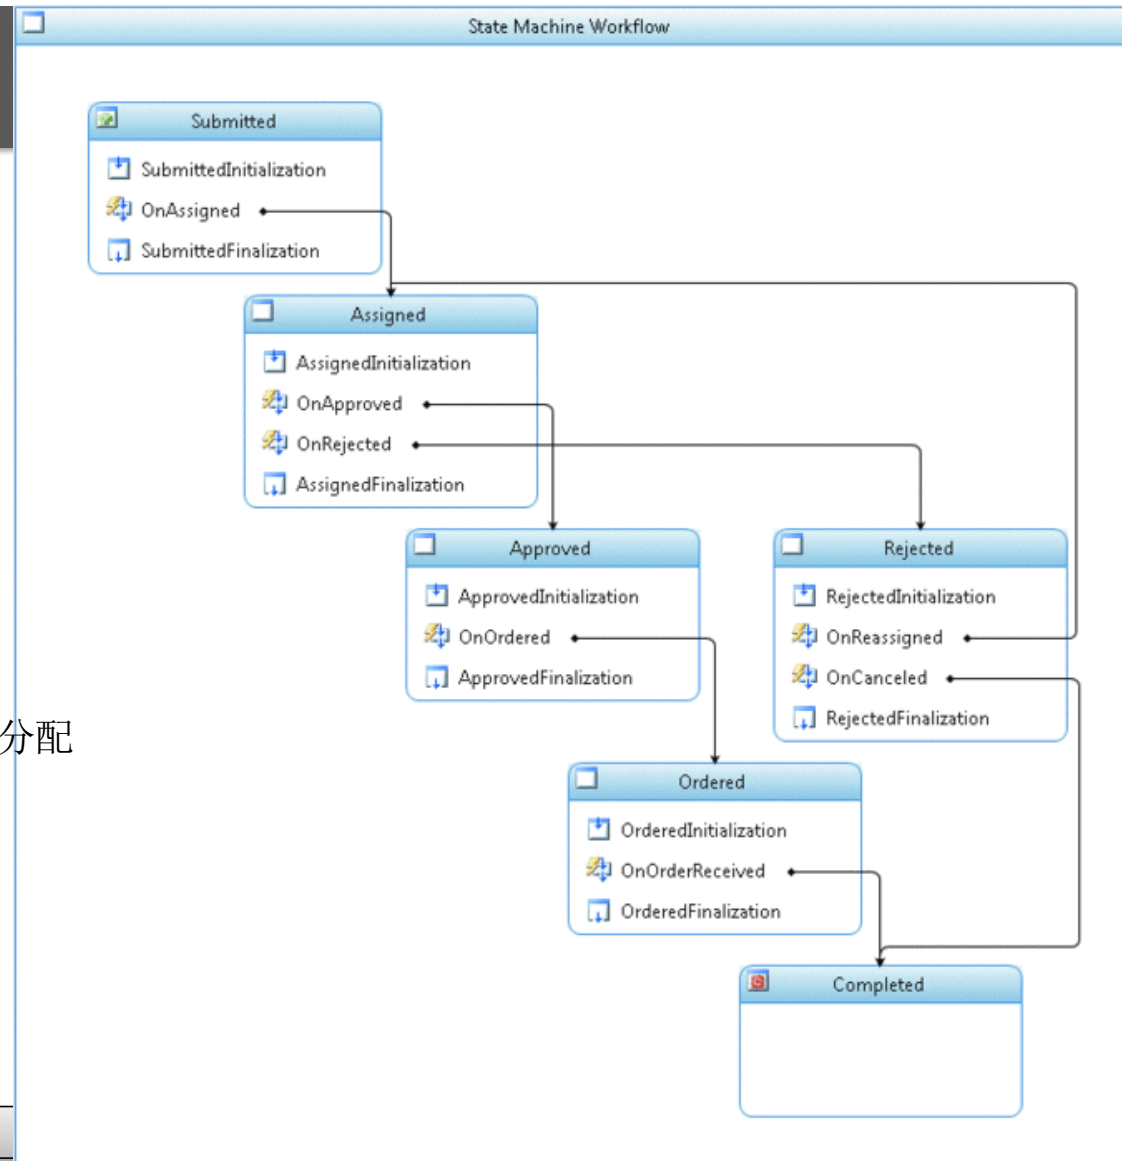 State Machine Workflow
Submitted
SubmittedInitialization
OnAssigned
SubmittedFinalization
Assigned
AssignedInitialization
OnApproved
OnRejected
AssignedFinalization
Approved
ApprovedInitialization
OnOrdered
ApprovedFinalization
Rejected
RejectedInitialization
OnReassigned
OnCanceled
RejectedFinalization
分配
Ordered
OrderedInitialization
OnOrderReceived
OrderedFinalization
Completed